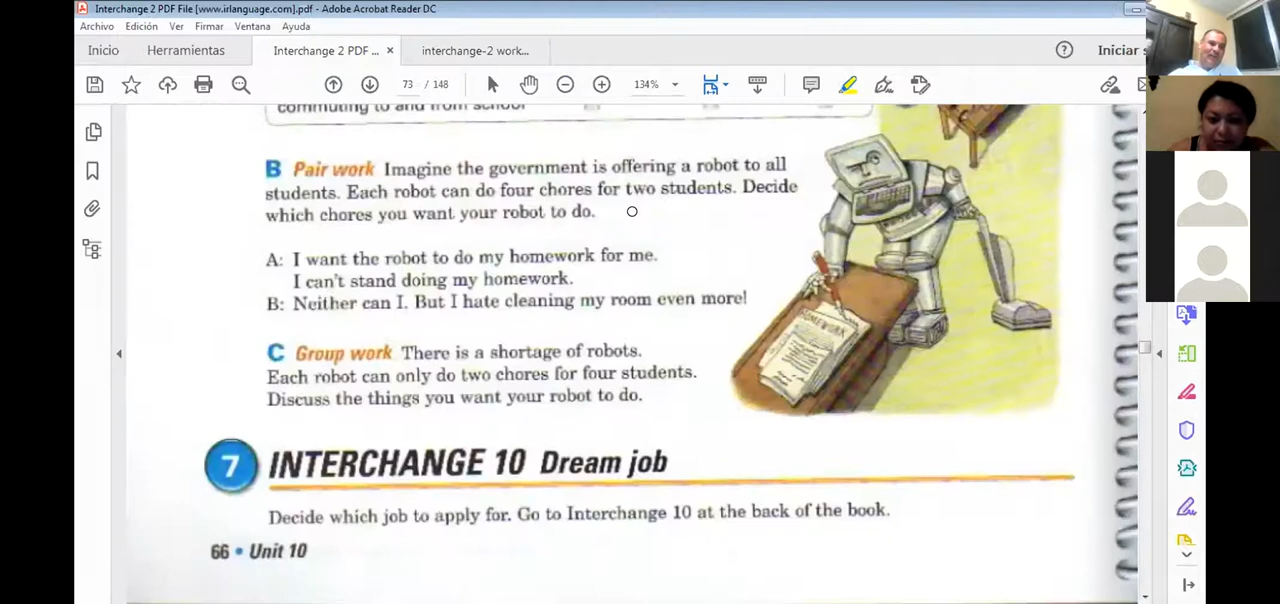 Interchange 2 PDF File [www.irlanguage.com].pdf - Adobe Acrobat Reader DC
Archivo Edición Ver Firmar Ventana Ayuda
Inicio Herramientas Interchange 2 PDF ... × interchange-2 work... ? Iniciar
73 / 148 134%
commuting to and from school
B Pair work Imagine the government is offering a robot to all
students. Each robot can do four chores for two students. Decide
which chores you want your robot to do.
A: I want the robot to do my homework for me.
I can't stand doing my homework.
B: Neither can I. But I hate cleaning my room even more!
HOMEWORK
C Group work There is a shortage of robots.
Each robot can only do two chores for four students.
Discuss the things you want your robot to do.
7 INTERCHANGE 10 Dream job
Decide which job to apply for. Go to Interchange 10 at the back of the book.
66 • Unit 10